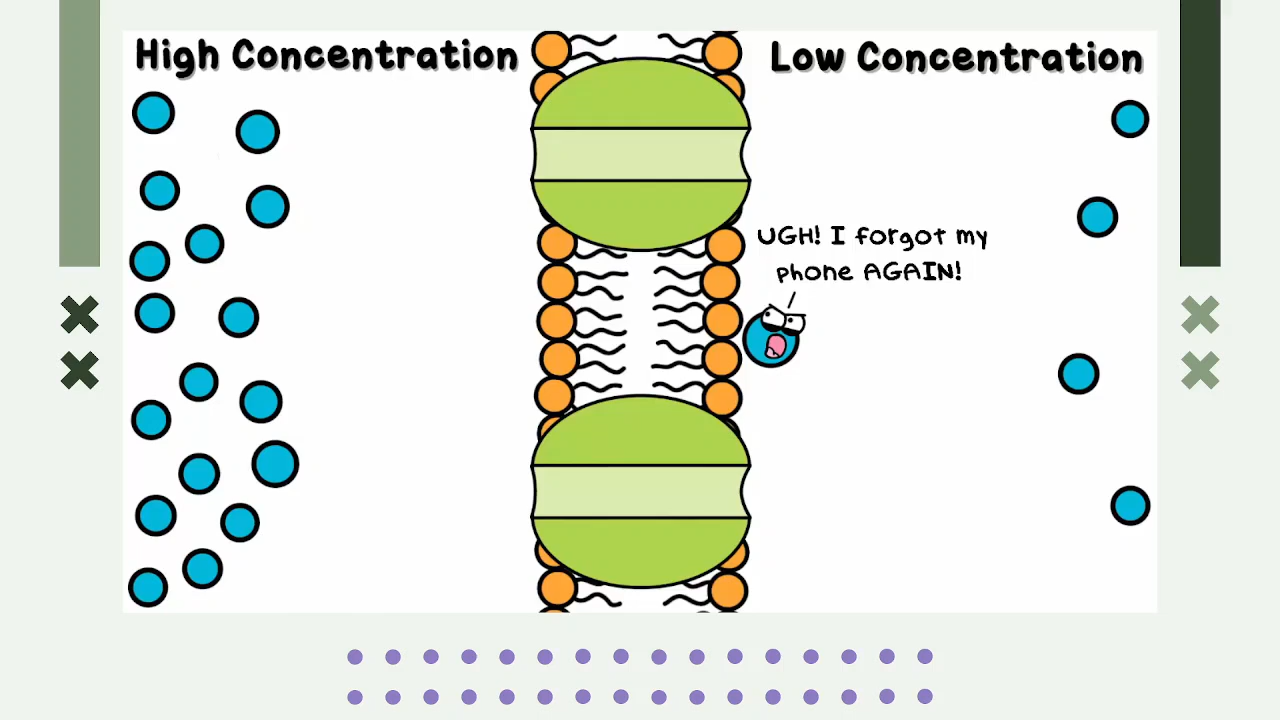 High Concentration
Low Concentration
UGH! I forgot my
phone AGAIN!